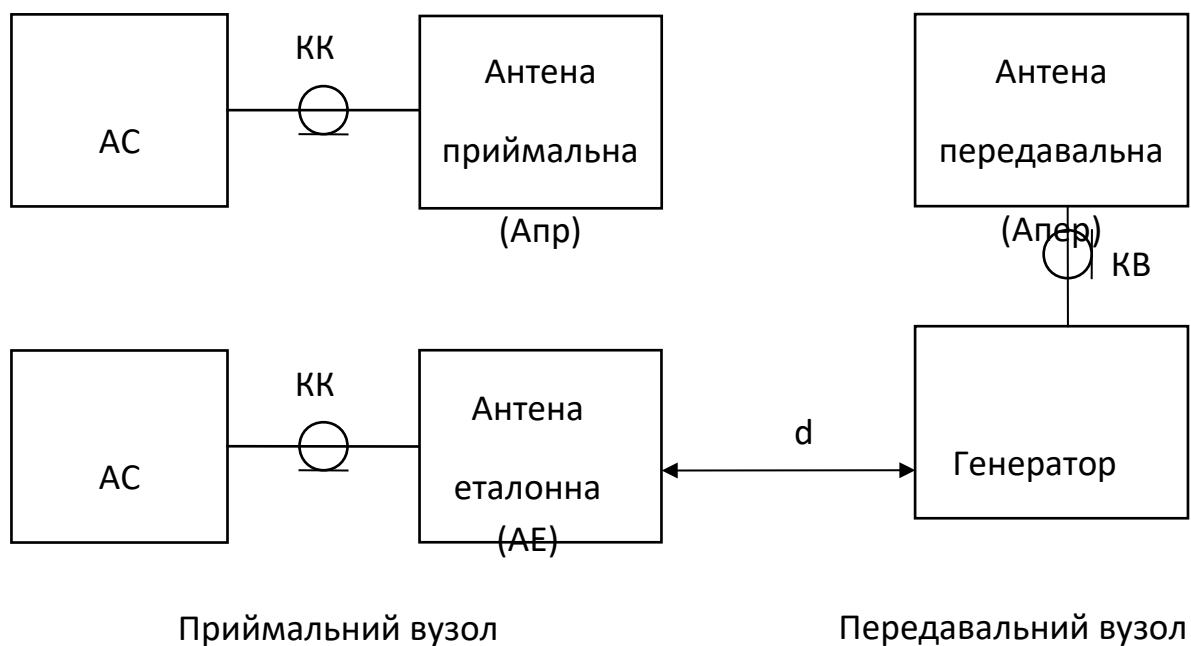 КК
АС
Антена
приймальна
(Апр)
Антена
передавальна
(Апер)
КВ
КК
АС
Антена
еталонна
(АЕ)
d
Генератор
Приймальний вузол
Передавальний вузол